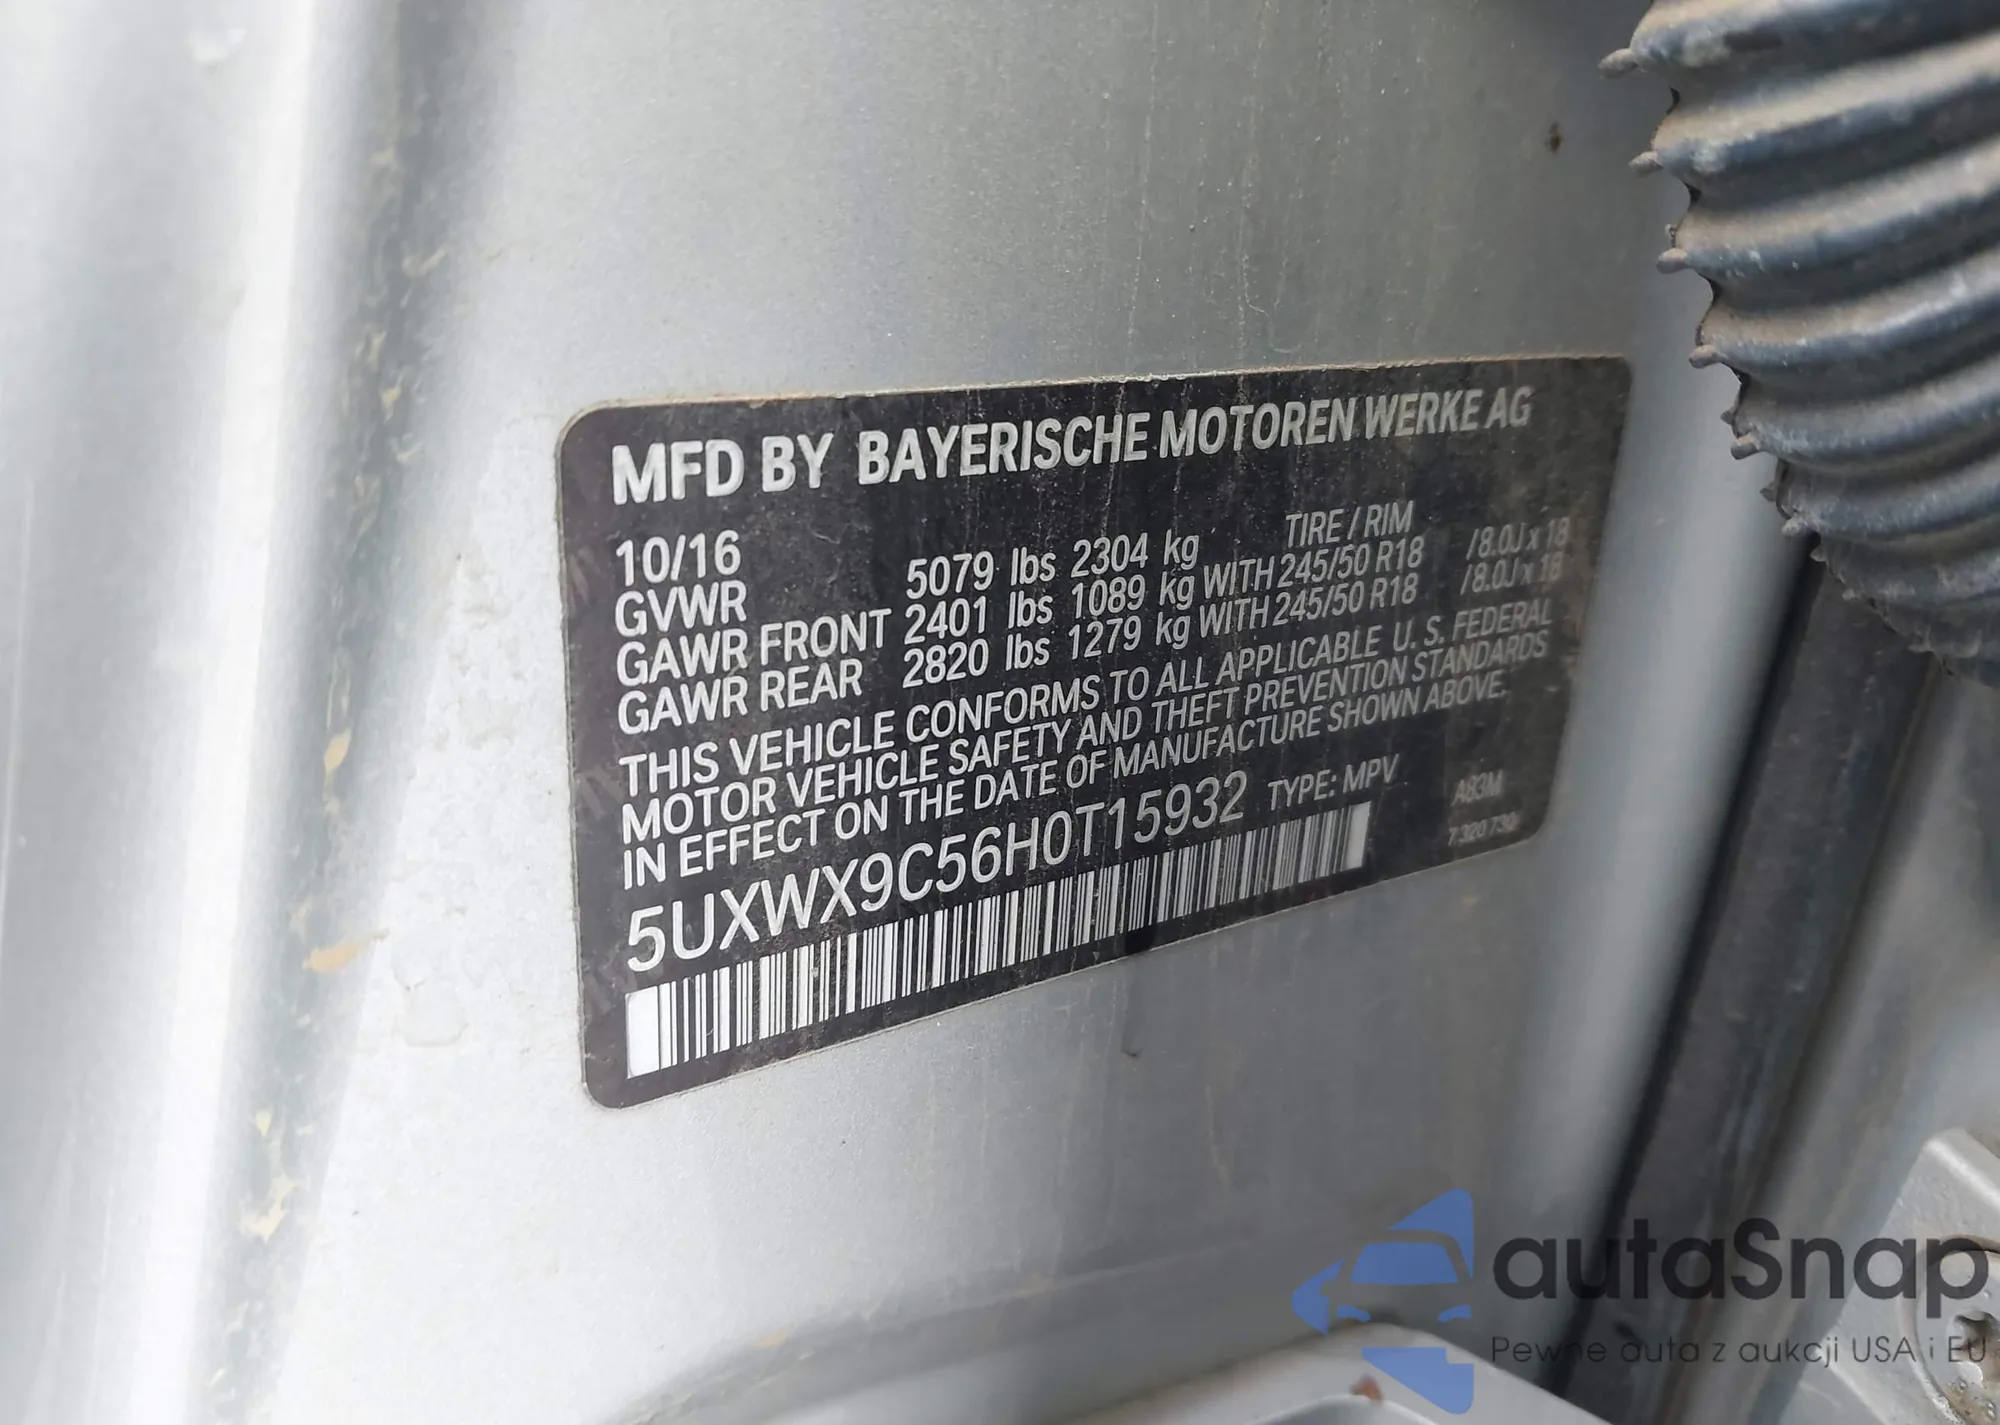 MFD BY BAYERISCHE MOTOREN WERKE AG
10/16 TIRE / RIM
GVWR 5079 lbs 2304 kg
GAWR FRONT 2401 lbs 1089 kg WITH 245/50 R18 /8.0J x 18
GAWR REAR 2820 lbs 1279 kg WITH 245/50 R18 /8.0J x 18
THIS VEHICLE CONFORMS TO ALL APPLICABLE U. S. FEDERAL
MOTOR VEHICLE SAFETY AND THEFT PREVENTION STANDARDS
IN EFFECT ON THE DATE OF MANUFACTURE SHOWN ABOVE.
5UXWX9C56H0T15932 TYPE: MPV A83M
7 320 730
autaSnap
Pewne auta z aukcji USA i EU